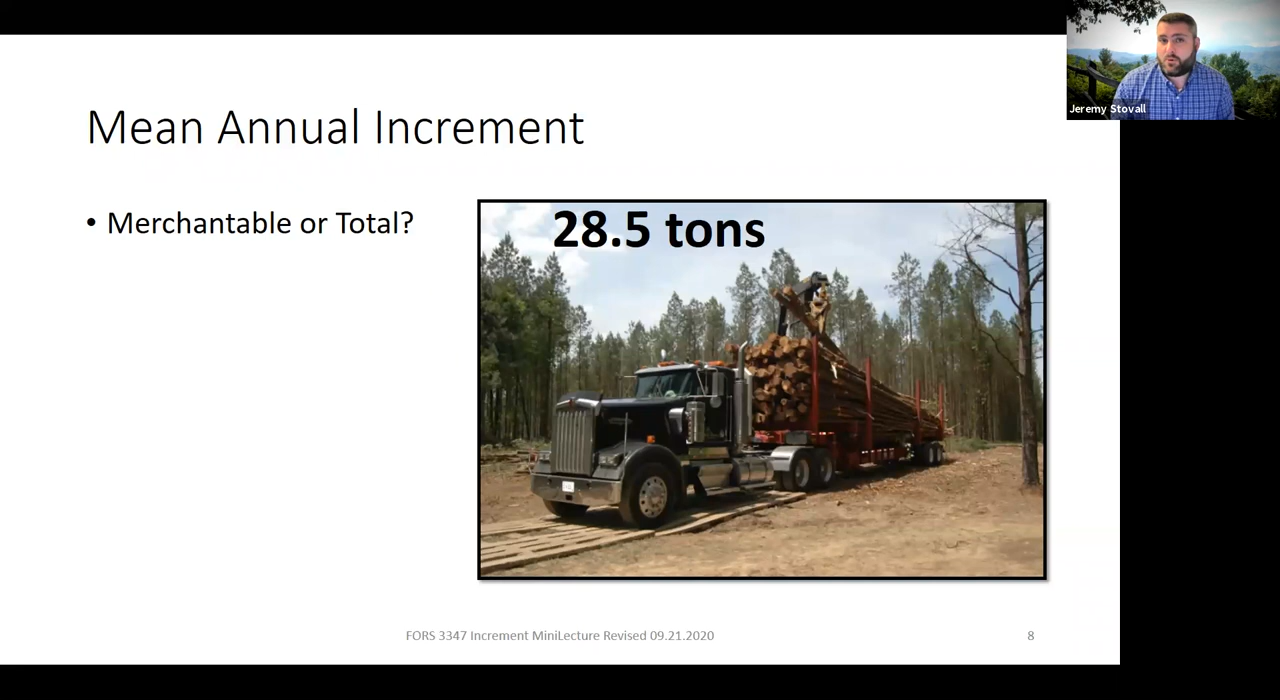 Jeremy Stovall
Mean Annual Increment
• Merchantable or Total?
28.5 tons
FORS 3347 Increment MiniLecture Revised 09.21.2020
8